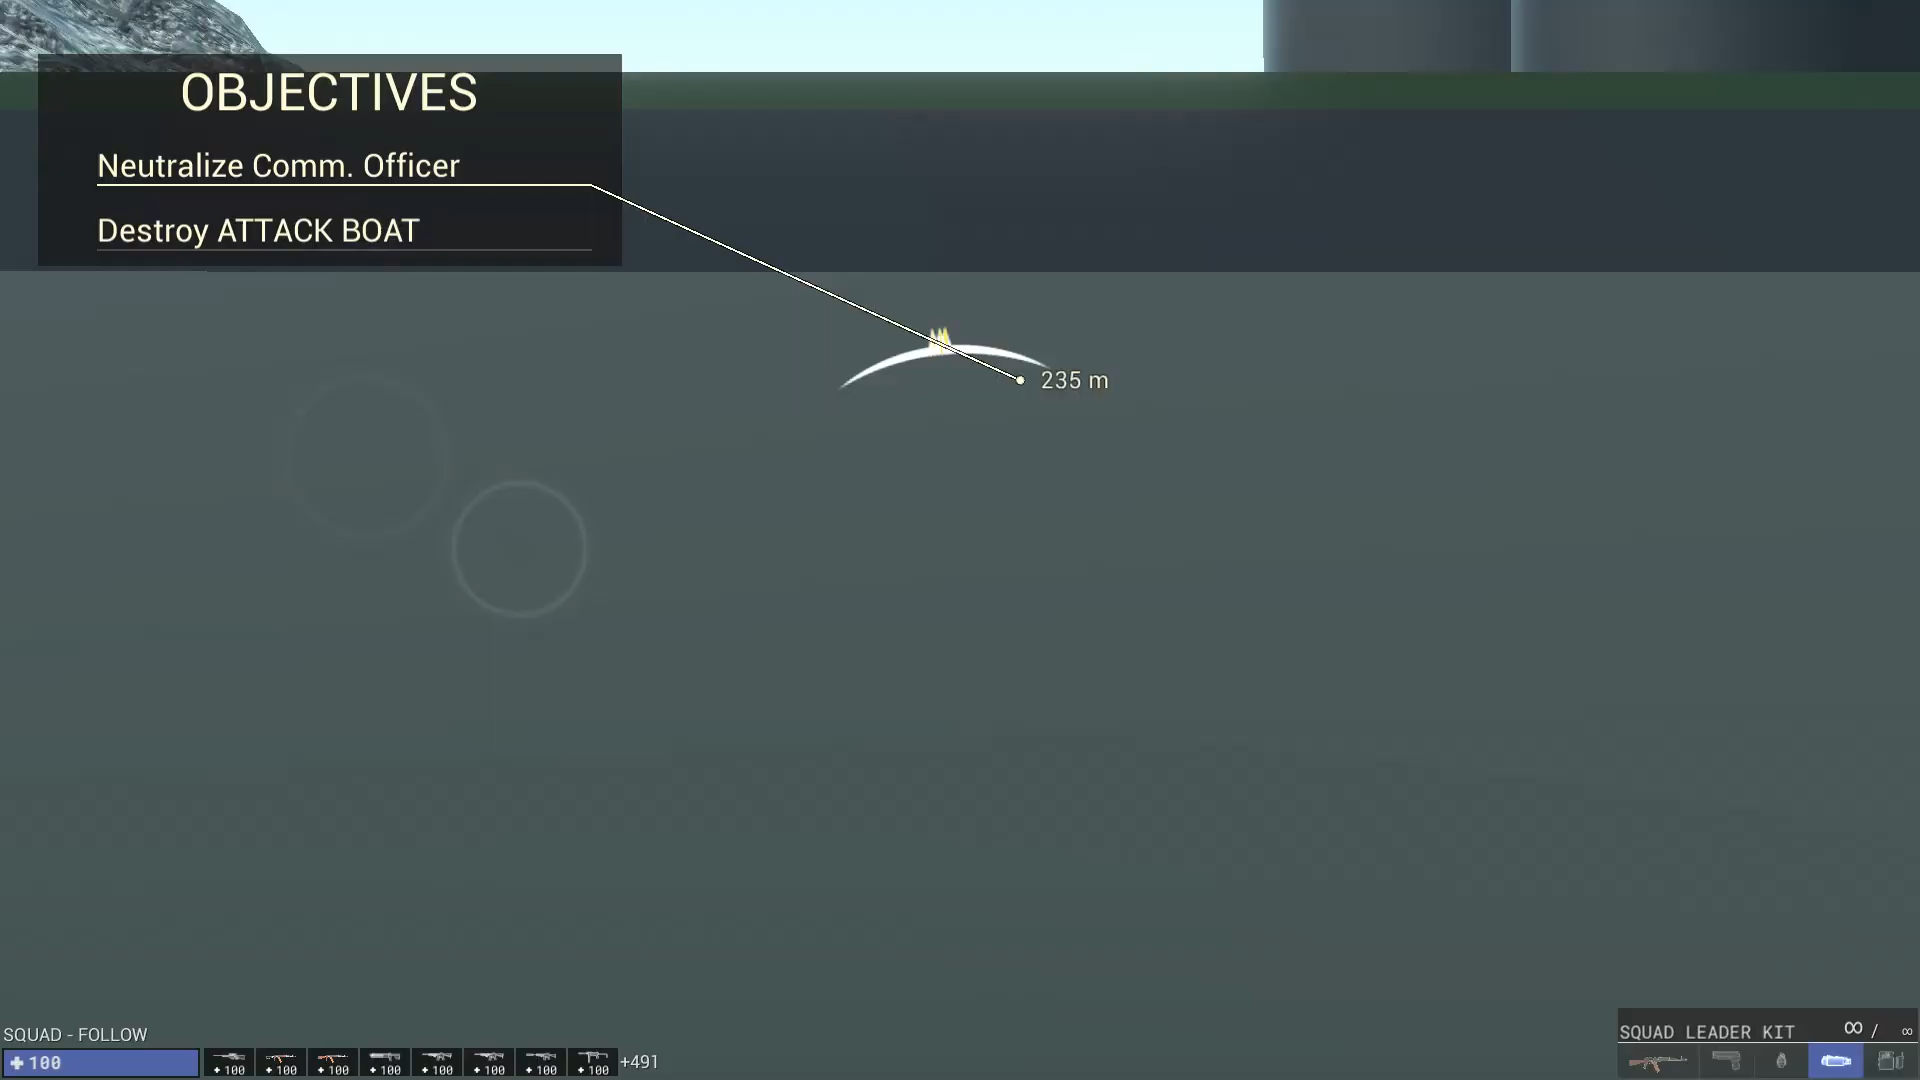 OBJECTIVES
Neutralize Comm. Officer
Destroy ATTACK BOAT
235 m
SQUAD - FOLLOW
+100
+100 +100 +100 +100 +100 +100 +100 +100 +491
SQUAD LEADER KIT ∞ / ∞